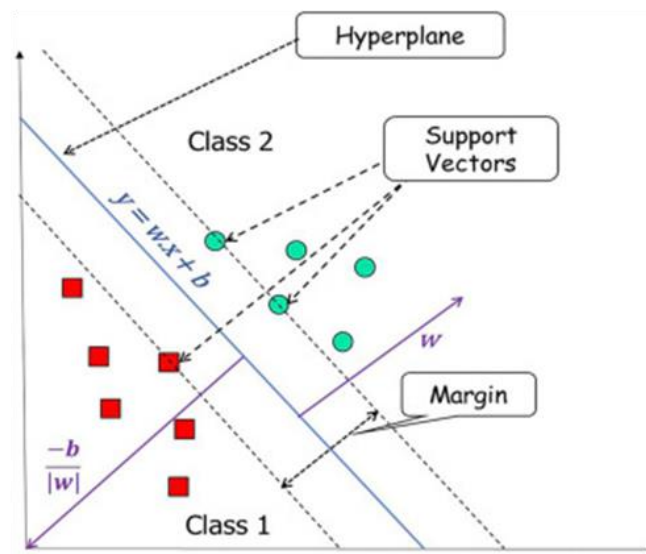 Hyperplane
Class 2
Support
Vectors
y = w.x + b
w
Margin
−b
|w|
Class 1